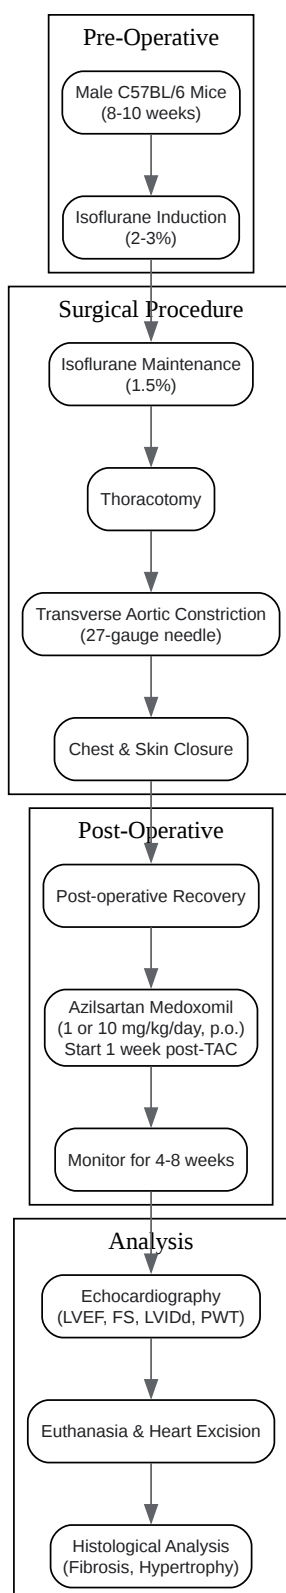 Pre-Operative
Male C57BL/6 Mice
(8-10 weeks)
Isoflurane Induction
(2-3%)
Surgical Procedure
Isoflurane Maintenance
(1.5%)
Thoracotomy
Transverse Aortic Constriction
(27-gauge needle)
Chest & Skin Closure
Post-Operative
Post-operative Recovery
Azilsartan Medoxomil
(1 or 10 mg/kg/day, p.o.)
Start 1 week post-TAC
Monitor for 4-8 weeks
Analysis
Echocardiography
(LVEF, FS, LVIDd, PWT)
Euthanasia & Heart Excision
Histological Analysis
(Fibrosis, Hypertrophy)